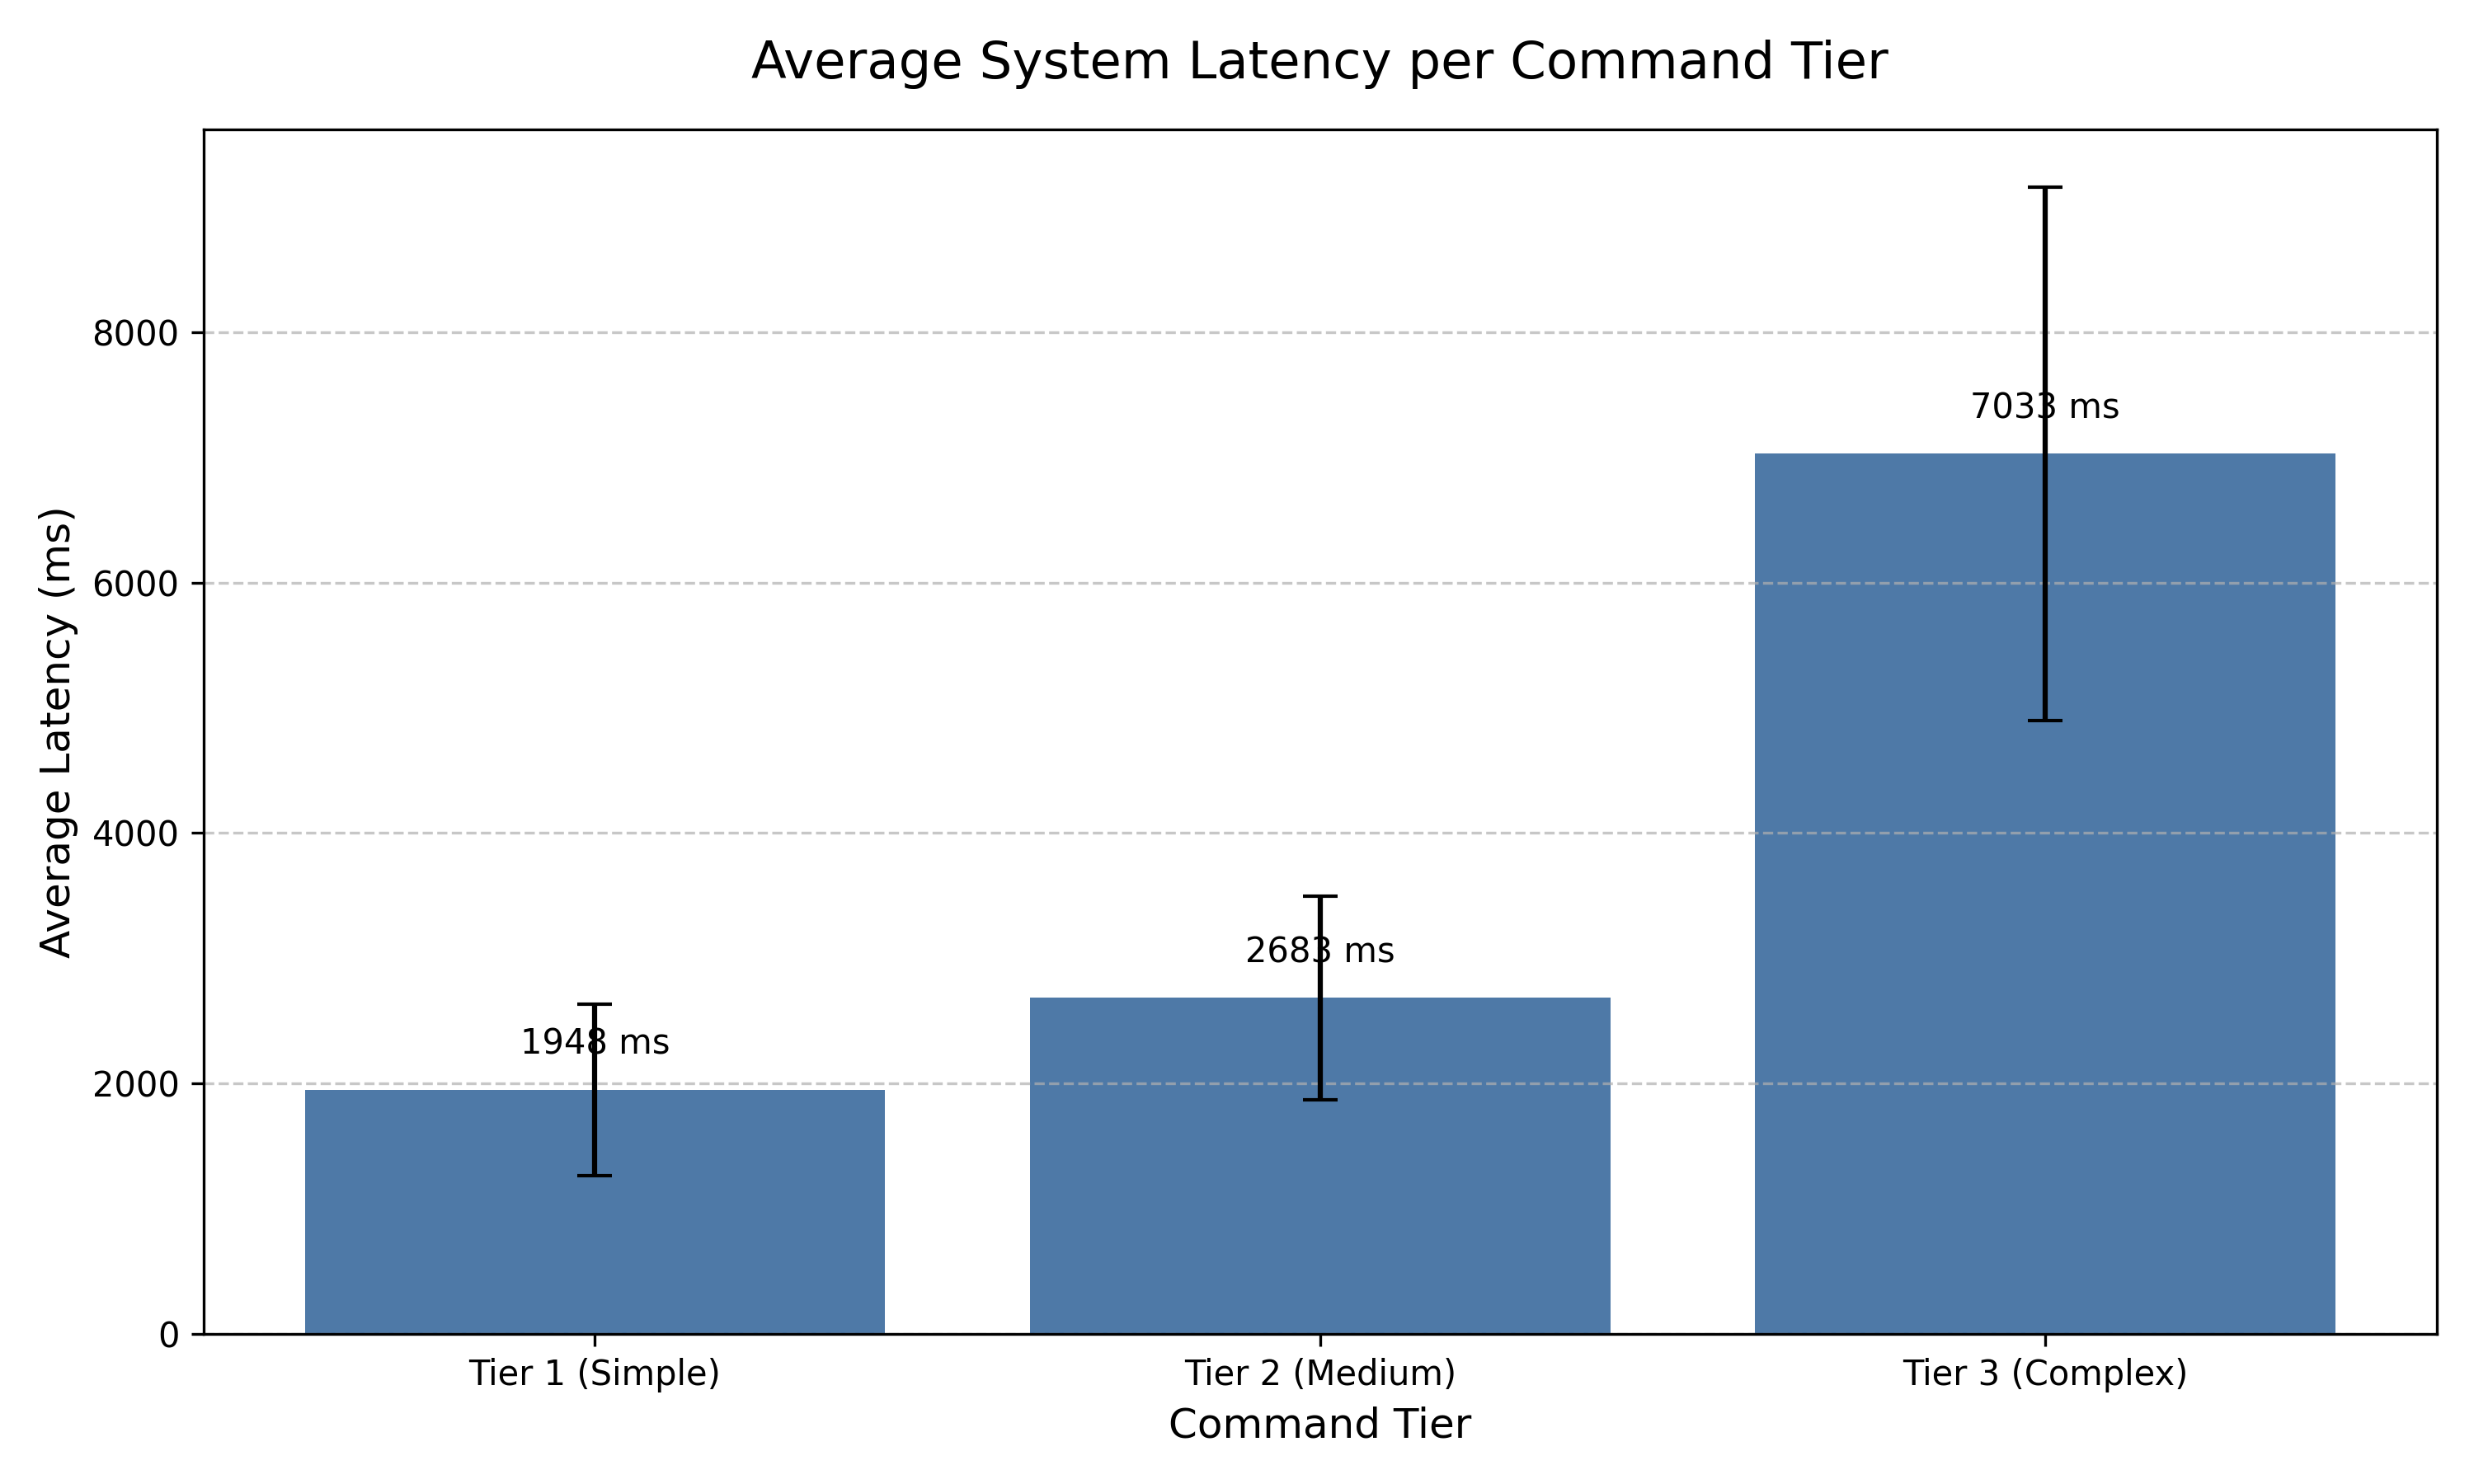 Average System Latency per Command Tier
Average Latency (ms)
8000
6000
4000
2000
0
7033 ms
2683 ms
1948 ms
Tier 1 (Simple)
Tier 2 (Medium)
Tier 3 (Complex)
Command Tier